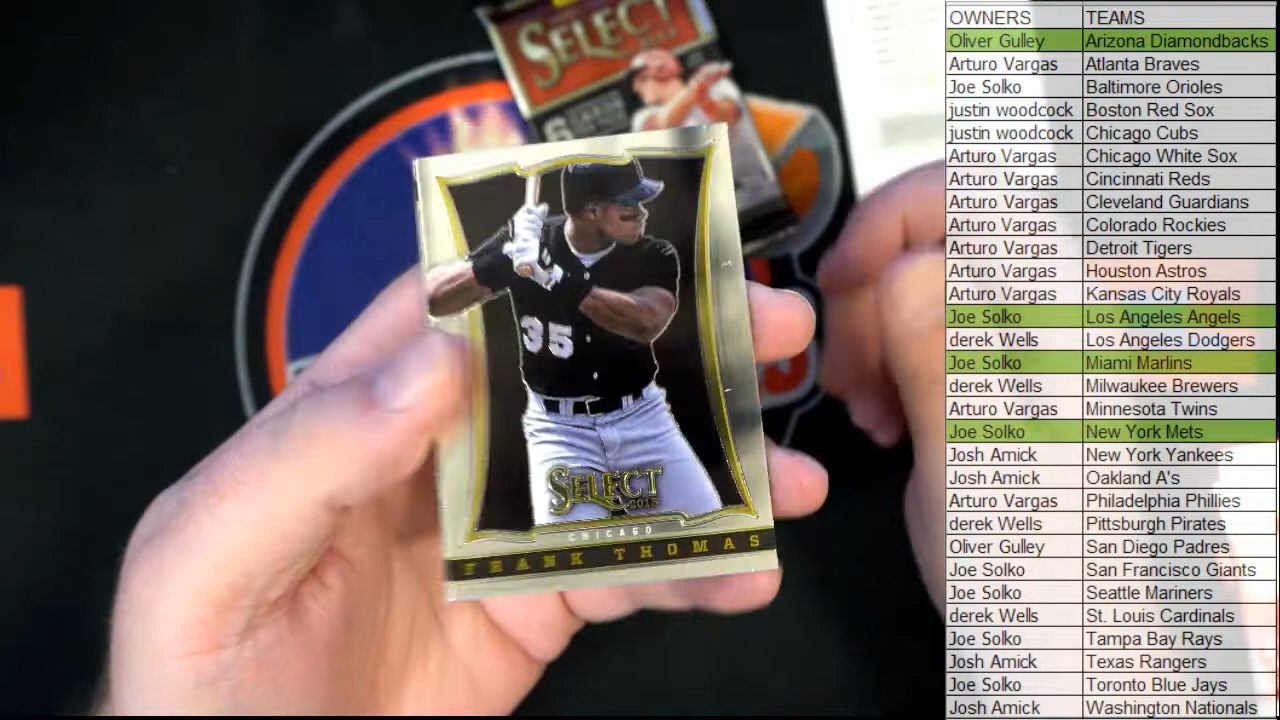 SELECT
6
35
SELECT
2013
CHICAGO
FRANK THOMAS
OWNERS TEAMS
Oliver Gulley Arizona Diamondbacks
Arturo Vargas Atlanta Braves
Joe Solko Baltimore Orioles
justin woodcock Boston Red Sox
justin woodcock Chicago Cubs
Arturo Vargas Chicago White Sox
Arturo Vargas Cincinnati Reds
Arturo Vargas Cleveland Guardians
Arturo Vargas Colorado Rockies
Arturo Vargas Detroit Tigers
Arturo Vargas Houston Astros
Arturo Vargas Kansas City Royals
Joe Solko Los Angeles Angels
derek Wells Los Angeles Dodgers
Joe Solko Miami Marlins
derek Wells Milwaukee Brewers
Arturo Vargas Minnesota Twins
Joe Solko New York Mets
Josh Amick New York Yankees
Josh Amick Oakland A's
Arturo Vargas Philadelphia Phillies
derek Wells Pittsburgh Pirates
Oliver Gulley San Diego Padres
Joe Solko San Francisco Giants
Joe Solko Seattle Mariners
derek Wells St. Louis Cardinals
Joe Solko Tampa Bay Rays
Josh Amick Texas Rangers
Joe Solko Toronto Blue Jays
Josh Amick Washington Nationals